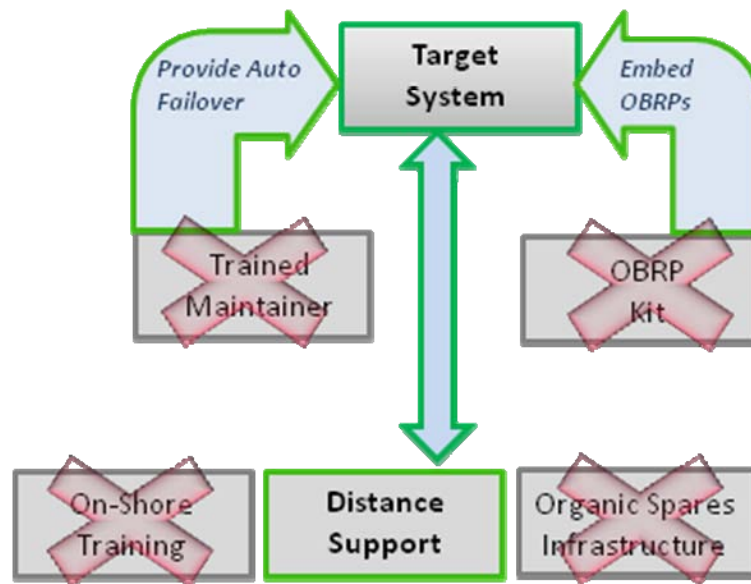 Provide Auto
Failover
Target
System
Embed
OBRPs
Trained
Maintainer
OBRP
Kit
On-Shore
Training
Distance
Support
Organic Spares
Infrastructure